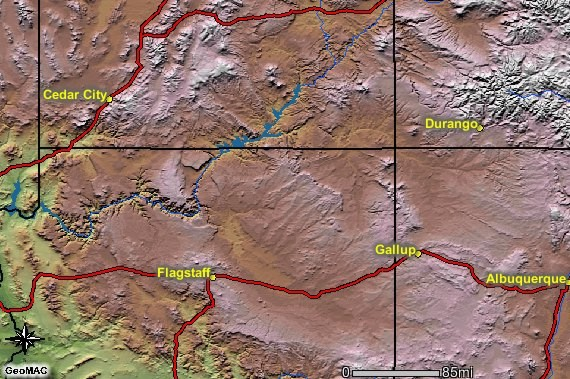 Cedar City
Durango
Gallup
Flagstaff
Albuquerque
0 85mi
GeoMAC